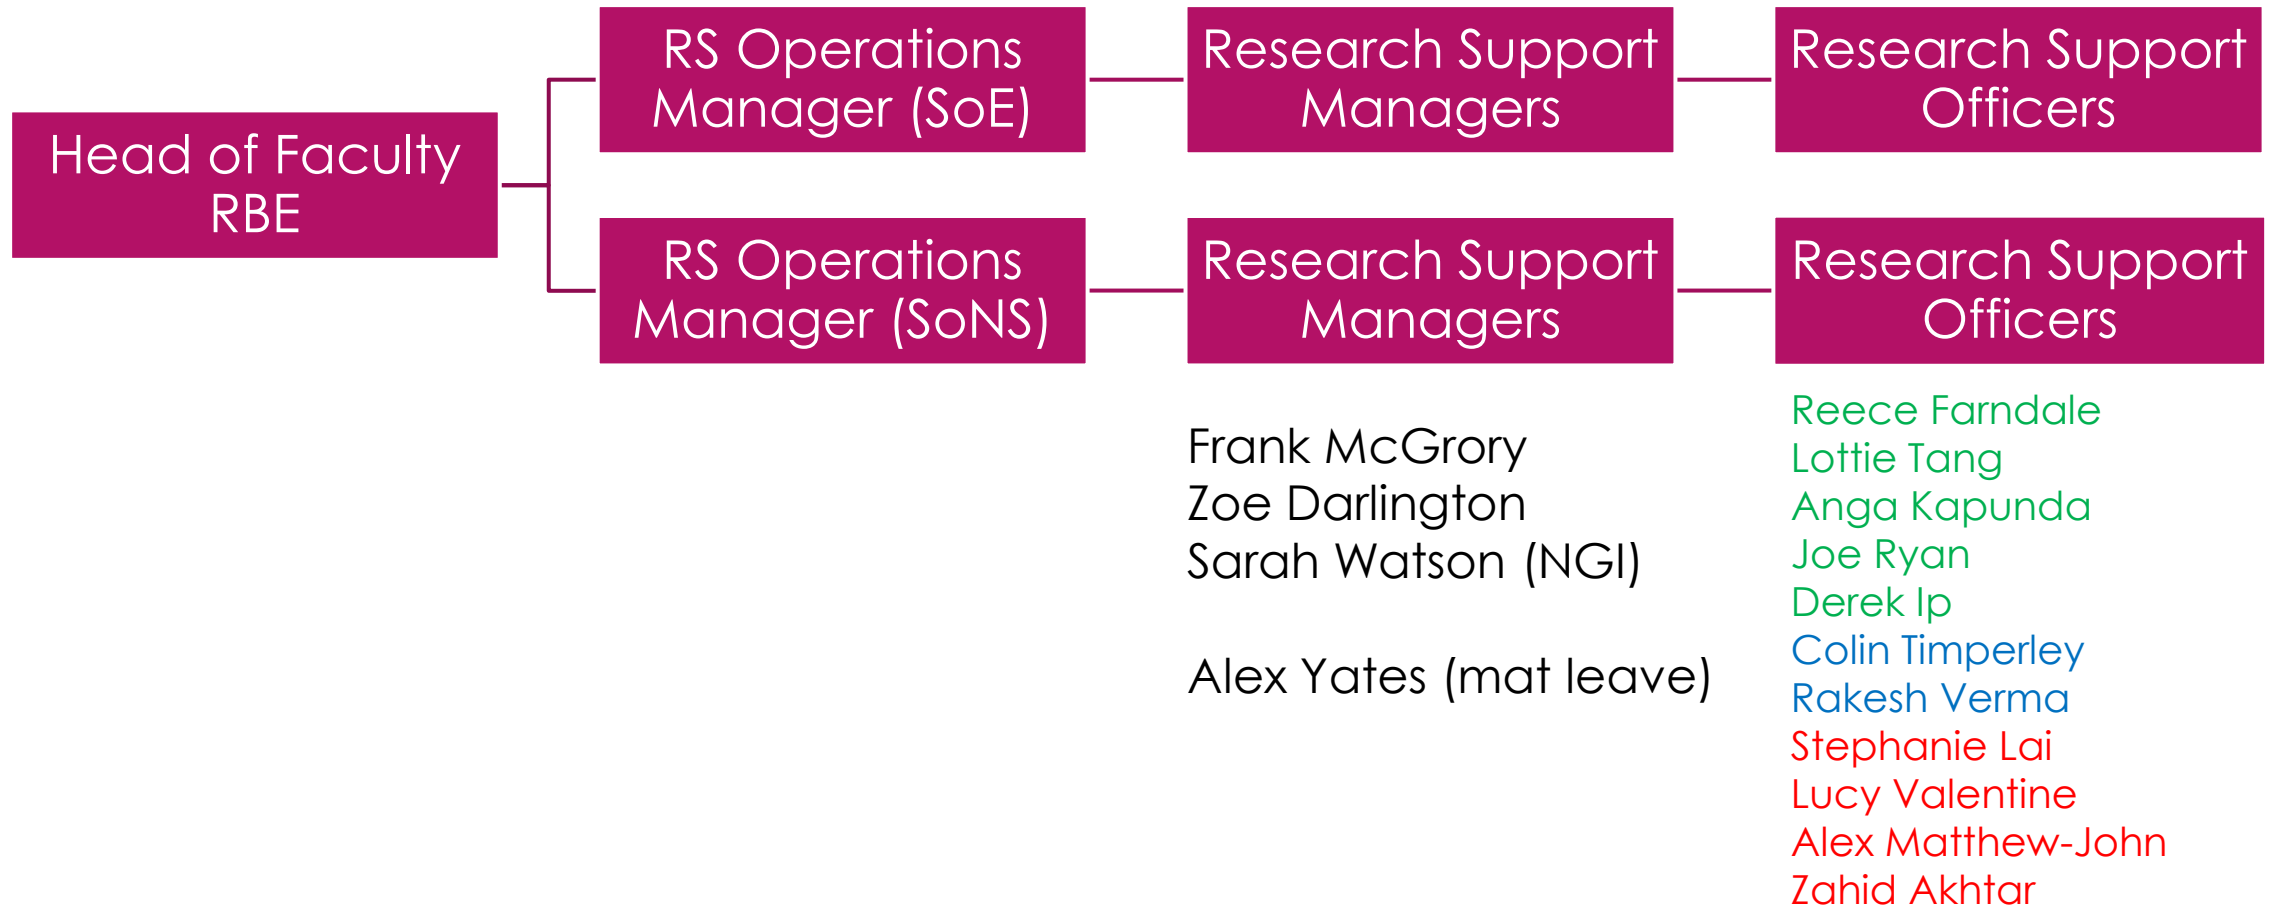 Head of Faculty
RBE
RS Operations
Manager (SoE)
Research Support
Managers
Research Support
Officers
RS Operations
Manager (SoNS)
Research Support
Managers
Research Support
Officers
Frank McGrory
Zoe Darlington
Sarah Watson (NGI)
Alex Yates (mat leave)
Reece Farndale
Lottie Tang
Anga Kapunda
Joe Ryan
Derek Ip
Colin Timperley
Rakesh Verma
Stephanie Lai
Lucy Valentine
Alex Matthew-John
Zahid Akhtar